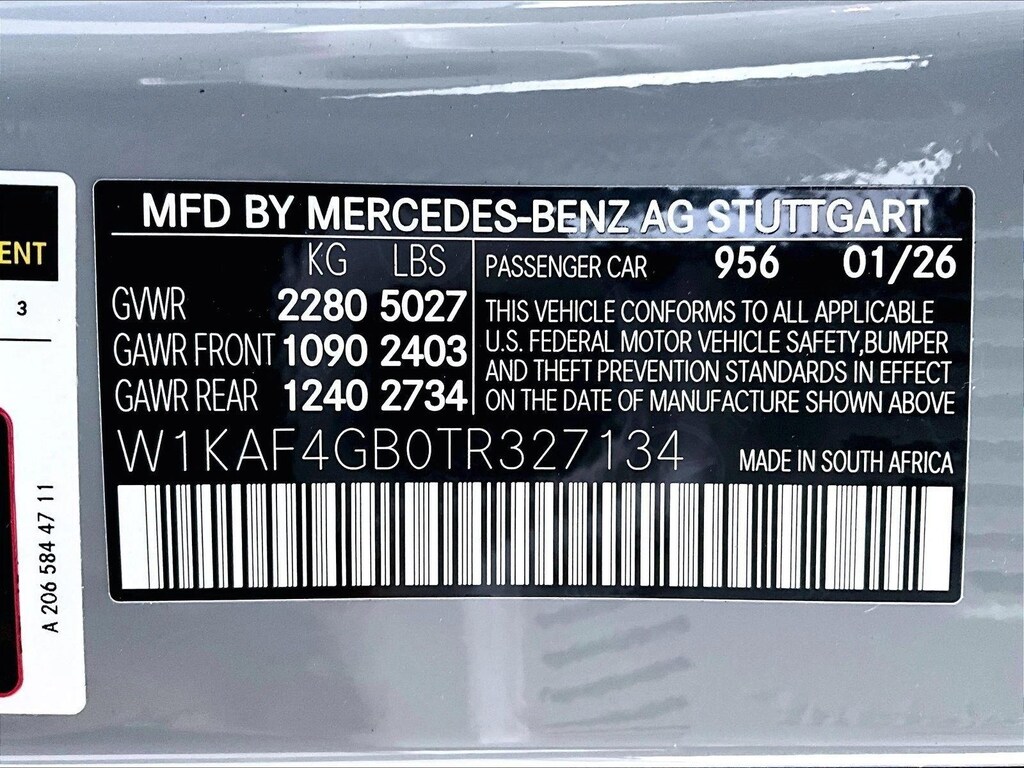 MFD BY MERCEDES-BENZ AG STUTTGART
KG LBS
GVWR 2280 5027
GAWR FRONT 1090 2403
GAWR REAR 1240 2734
PASSENGER CAR 956 01/26
THIS VEHICLE CONFORMS TO ALL APPLICABLE
U.S. FEDERAL MOTOR VEHICLE SAFETY,BUMPER
AND THEFT PREVENTION STANDARDS IN EFFECT
ON THE DATE OF MANUFACTURE SHOWN ABOVE
W1KAF4GB0TR327134 MADE IN SOUTH AFRICA
ENT
3
A 206 584 47 11